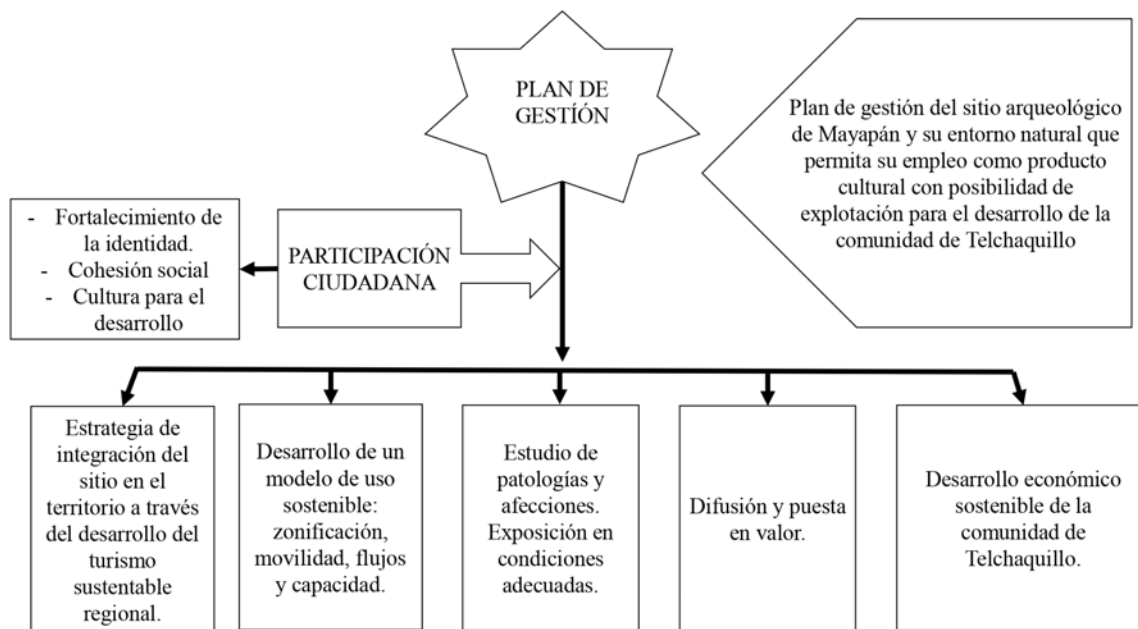 PLAN DE
GESTÍÓN
Plan de gestión del sitio arqueológico
de Mayapán y su entorno natural que
permita su empleo como producto
cultural con posibilidad de
explotación para el desarrollo de la
comunidad de Telchaquillo
- Fortalecimiento de
la identidad.
- Cohesión social
- Cultura para el
desarrollo
PARTICIPACIÓN
CIUDADANA
Estrategia de
integración del
sitio en el
territorio a través
del desarrollo del
turismo
sustentable
regional.
Desarrollo de un
modelo de uso
sostenible:
zonificación,
movilidad, flujos
y capacidad.
Estudio de
patologías y
afecciones.
Exposición en
condiciones
adecuadas.
Difusión y puesta
en valor.
Desarrollo económico
sostenible de la
comunidad de
Telchaquillo.